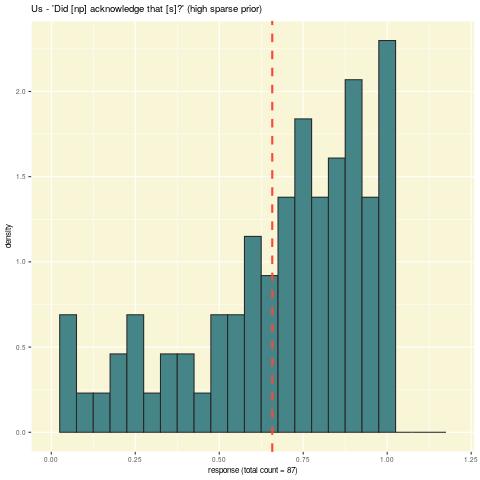 Us - 'Did [np] acknowledge that [s]?' (high sparse prior)
density
2.0
1.5
1.0
0.5
0.0
0.00 0.25 0.50 0.75 1.00 1.25
response (total count = 87)